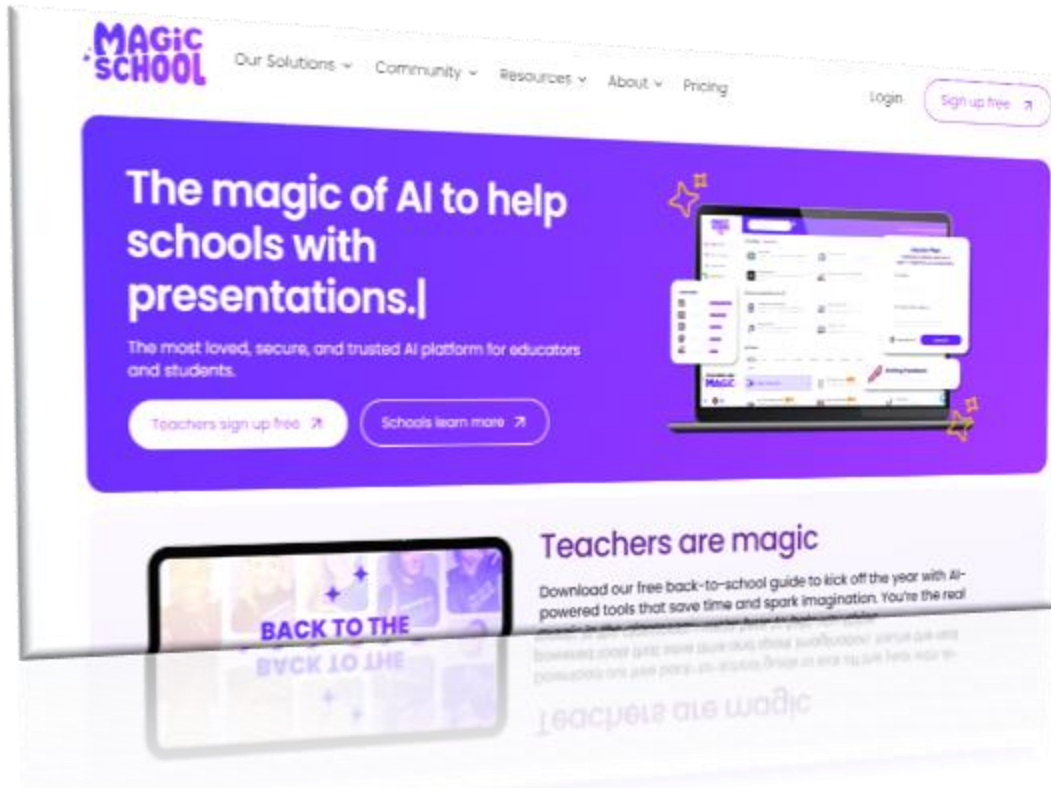 MAGiC
SCHOOL
Our Solutions
Community
Resources
About
Pricing
Login
Sign up free
The magic of AI to help
schools with
presentations.|
The most loved, secure, and trusted AI platform for educators
and students.
Teachers sign up free
Schools learn more
MAGIC
Teachers are magic
Download our free back-to-school guide to kick off the year with AI-
powered tools that save time and spark imagination. You're the real
BACK TO THE